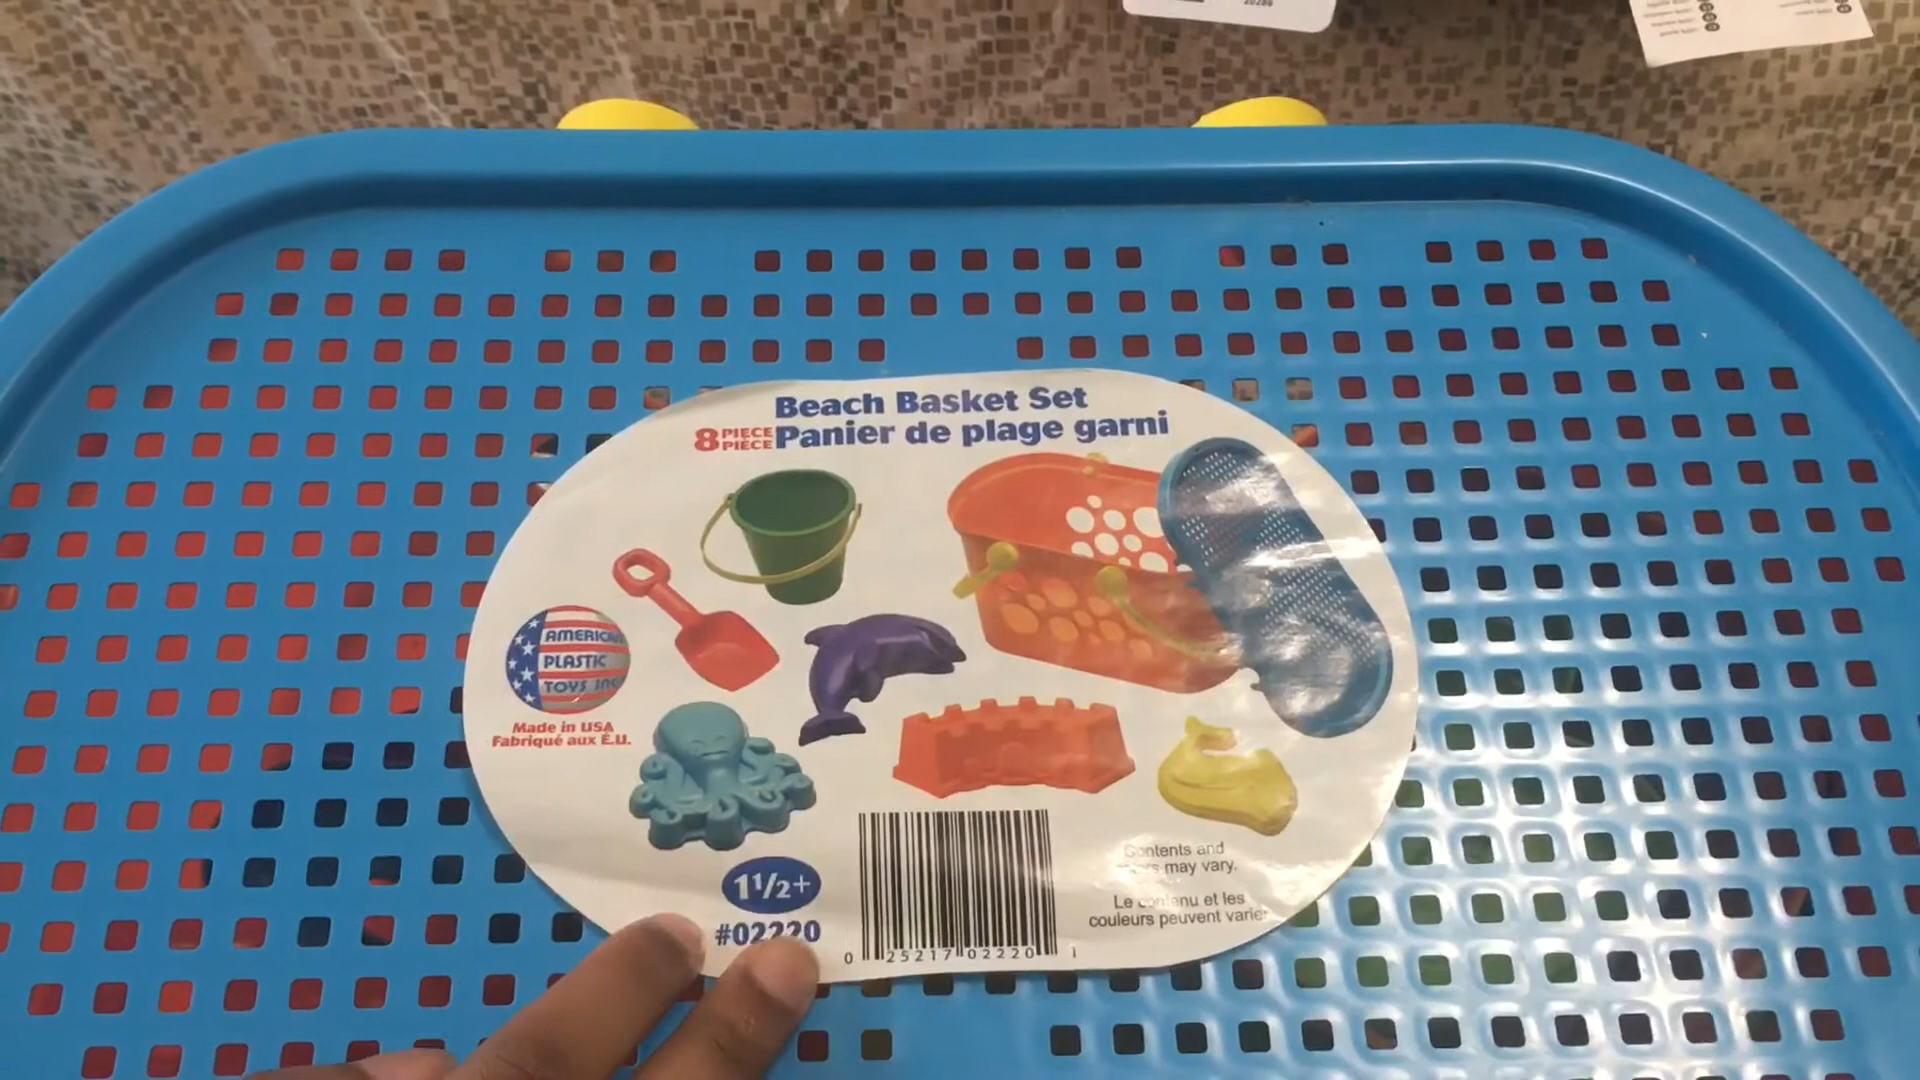 20286
Beach Basket Set
8 PIECE PIÈCE Panier de plage garni
AMERICAN
PLASTIC
TOYS INC
Made in USA
Fabriqué aux É.U.
1½+
#02220
0 25217 02220 1
Contents and
may vary.
Le contenu et les
couleurs peuvent varier